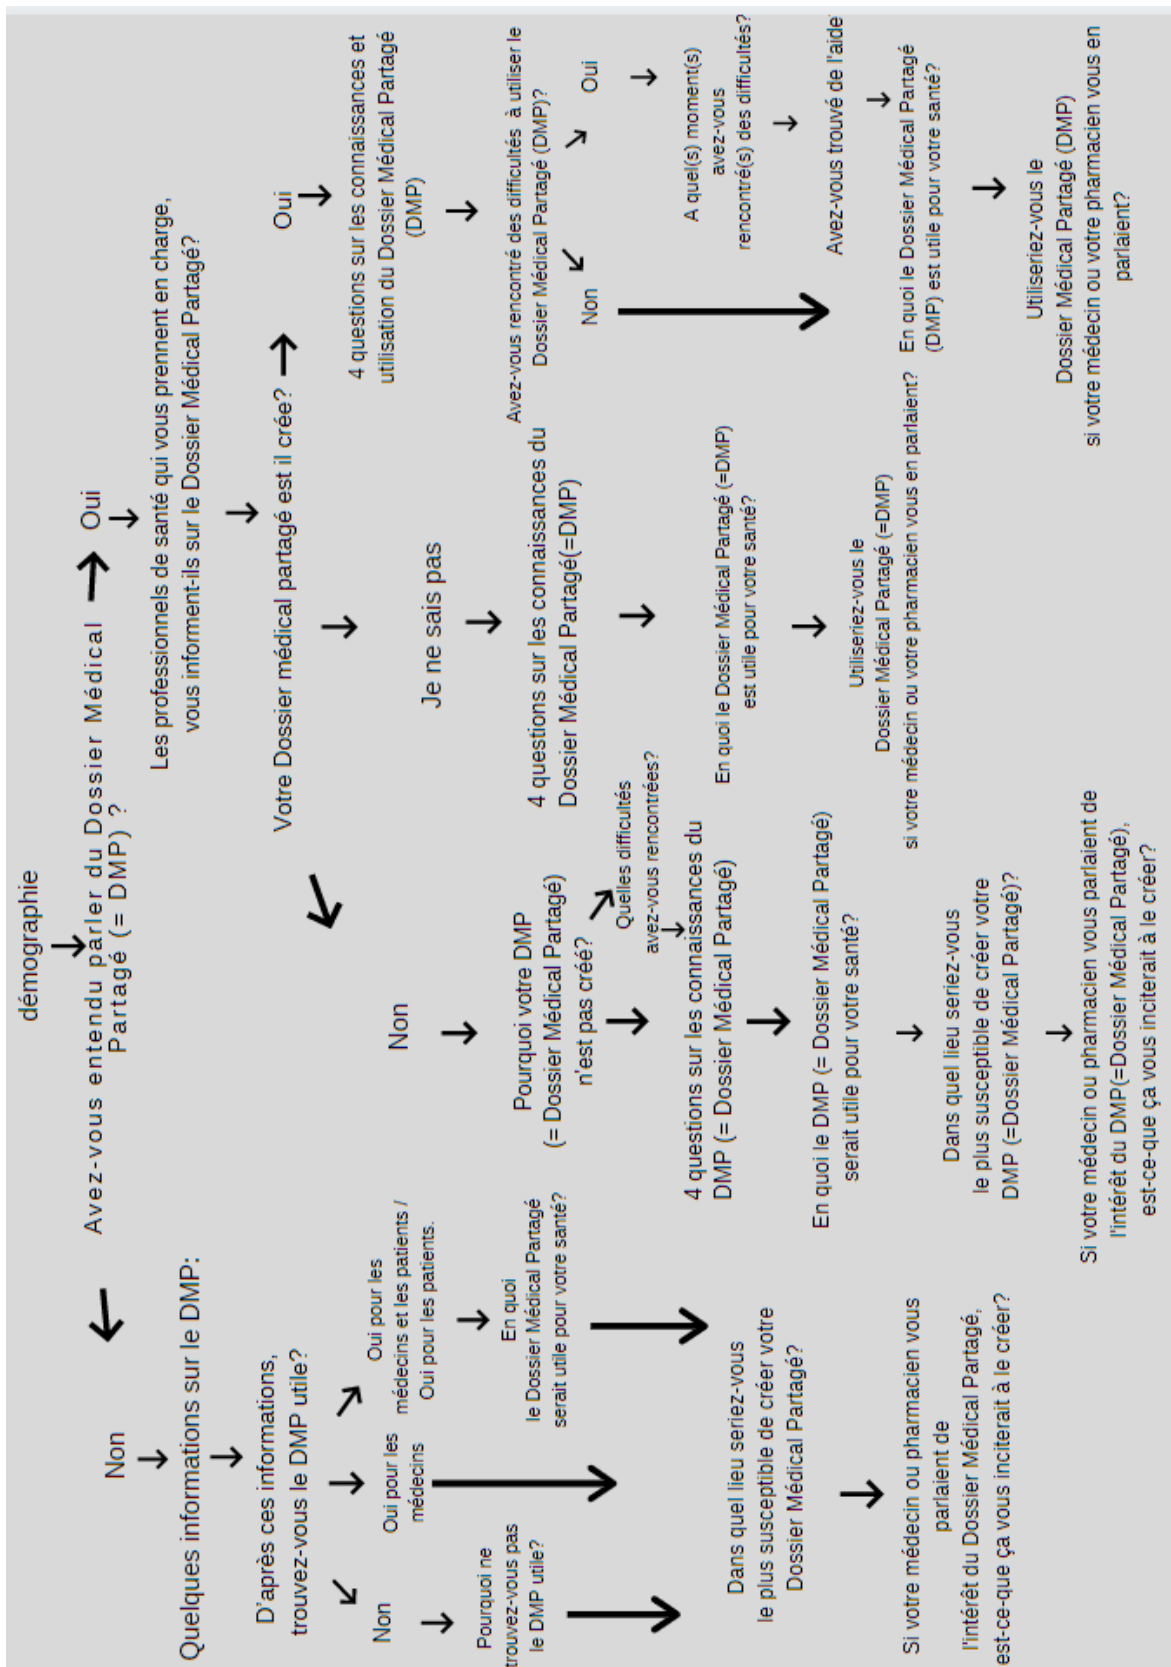 démographie
Avez-vous entendu parler du Dossier Médical
Partagé (= DMP) ?
Non
Quelques informations sur le DMP:
D'après ces informations,
trouvez-vous le DMP utile?
Non
Pourquoi ne
trouvez-vous pas
le DMP utile?
Oui pour les
médecins
Oui pour les
médecins et les patients /
Oui pour les patients.
En quoi
le Dossier Médical Partagé
serait utile pour votre santé?
Dans quel lieu seriez-vous
le plus susceptible de créer votre
Dossier Médical Partagé?
Si votre médecin ou pharmacien vous
parlaient de
l'intérêt du Dossier Médical Partagé,
est-ce-que ça vous inciterait à le créer?
Oui
Les professionnels de santé qui vous prennent en charge,
vous informent-ils sur le Dossier Médical Partagé?
Votre Dossier médical partagé est il crée?
Non
Pourquoi votre DMP
(= Dossier Médical Partagé)
n'est pas créé?
Quelles difficultés
avez-vous rencontrées?
4 questions sur les connaissances du
DMP (= Dossier Médical Partagé)
En quoi le DMP (= Dossier Médical Partagé)
serait utile pour votre santé?
Dans quel lieu seriez-vous
le plus susceptible de créer votre
DMP (=Dossier Médical Partagé)?
Si votre médecin ou pharmacien vous parlaient de
l'intérêt du DMP(=Dossier Médical Partagé),
est-ce-que ça vous inciterait à le créer?
Je ne sais pas
4 questions sur les connaissances du
Dossier Médical Partagé(=DMP)
En quoi le Dossier Médical Partagé (=DMP)
est utile pour votre santé?
Utiliseriez-vous le
Dossier Médical Partagé (=DMP)
si votre médecin ou votre pharmacien vous en parlaient?
Oui
4 questions sur les connaissances et
utilisation du Dossier Médical Partagé
(DMP)
Avez-vous rencontré des difficultés à utiliser le
Dossier Médical Partagé (DMP)?
Non
Oui
A quel(s) moment(s)
avez-vous
rencontré(s) des difficultés?
Avez-vous trouvé de l'aide
En quoi le Dossier Médical Partagé
(DMP) est utile pour votre santé?
Utiliseriez-vous le
Dossier Médical Partagé (DMP)
si votre médecin ou votre pharmacien vous en
parlaient?